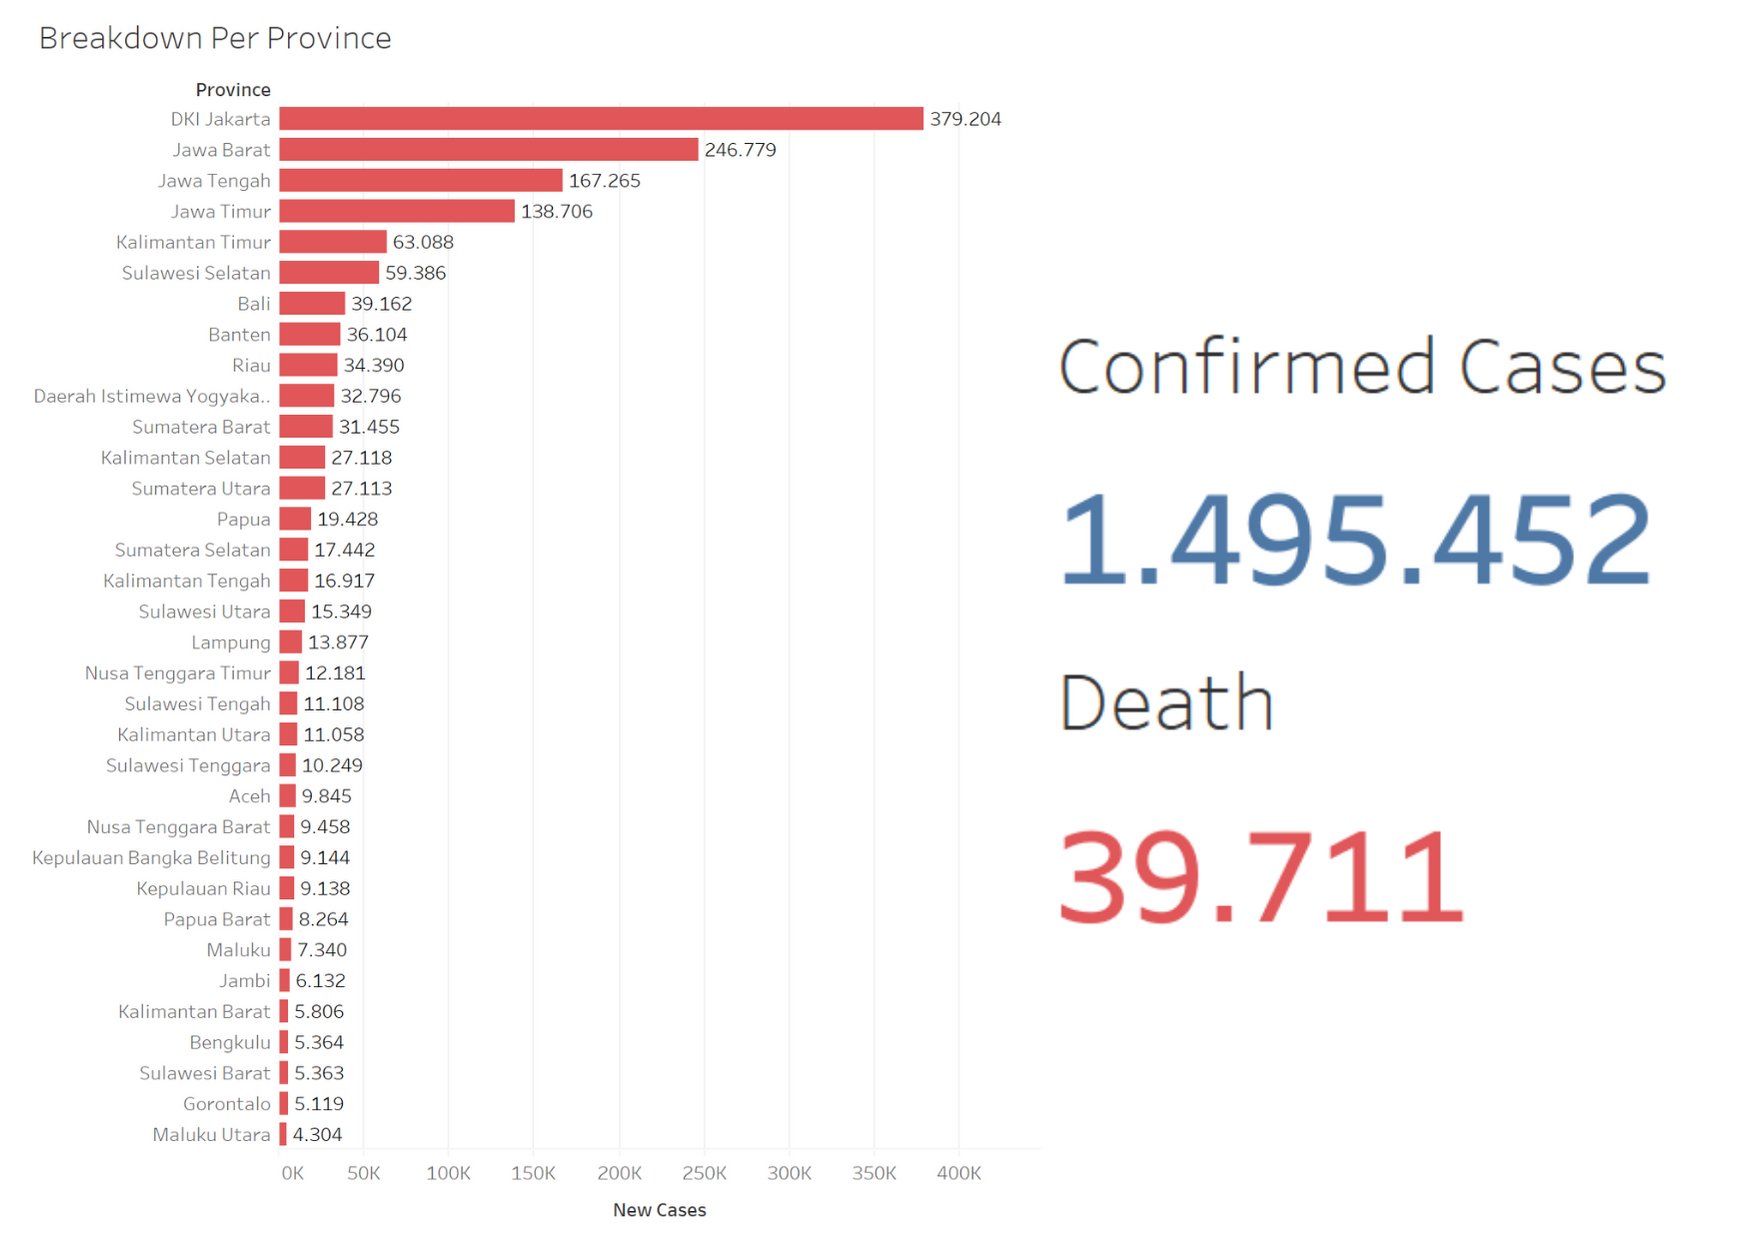 Breakdown Per Province
Province
DKI Jakarta 379.204
Jawa Barat 246.779
Jawa Tengah 167.265
Jawa Timur 138.706
Kalimantan Timur 63.088
Sulawesi Selatan 59.386
Bali 39.162
Banten 36.104
Riau 34.390
Daerah Istimewa Yogyaka.. 32.796
Sumatera Barat 31.455
Kalimantan Selatan 27.118
Sumatera Utara 27.113
Papua 19.428
Sumatera Selatan 17.442
Kalimantan Tengah 16.917
Sulawesi Utara 15.349
Lampung 13.877
Nusa Tenggara Timur 12.181
Sulawesi Tengah 11.108
Kalimantan Utara 11.058
Sulawesi Tenggara 10.249
Aceh 9.845
Nusa Tenggara Barat 9.458
Kepulauan Bangka Belitung 9.144
Kepulauan Riau 9.138
Papua Barat 8.264
Maluku 7.340
Jambi 6.132
Kalimantan Barat 5.806
Bengkulu 5.364
Sulawesi Barat 5.363
Gorontalo 5.119
Maluku Utara 4.304
0K 50K 100K 150K 200K 250K 300K 350K 400K
New Cases
Confirmed Cases
1.495.452
Death
39.711